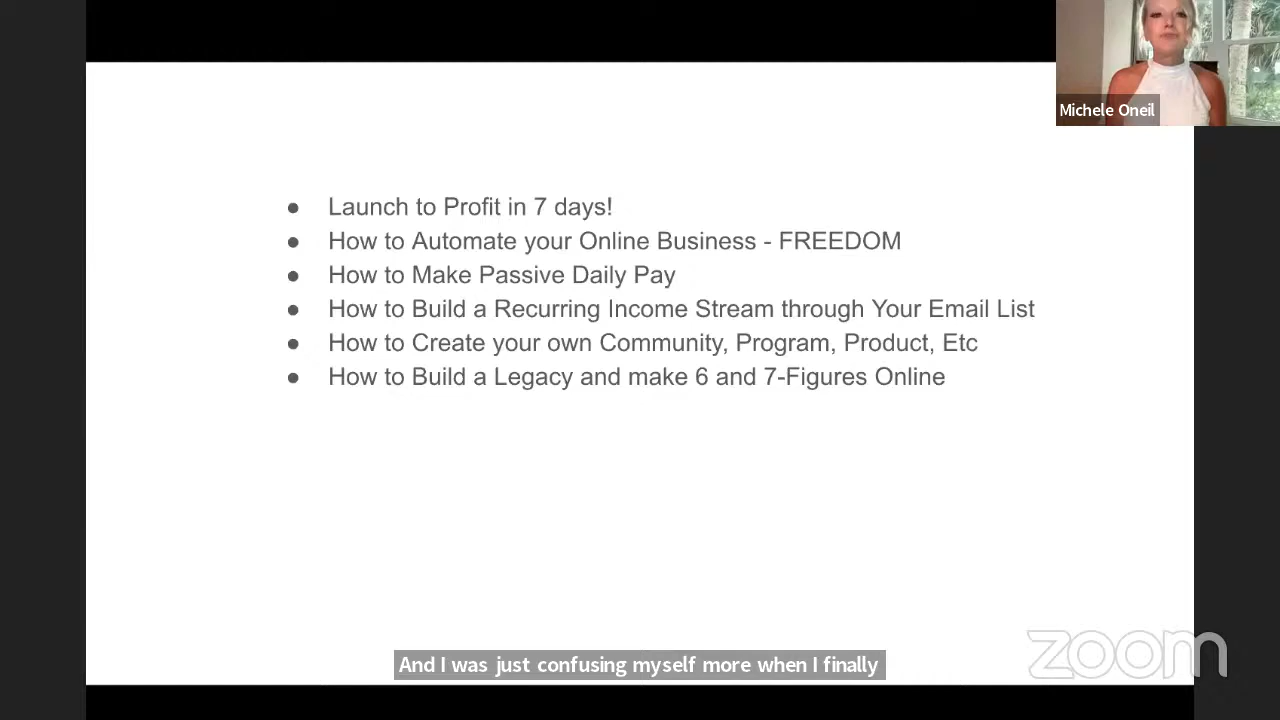 Michele Oneil
● Launch to Profit in 7 days!
● How to Automate your Online Business - FREEDOM
● How to Make Passive Daily Pay
● How to Build a Recurring Income Stream through Your Email List
● How to Create your own Community, Program, Product, Etc
● How to Build a Legacy and make 6 and 7-Figures Online
And I was just confusing myself more when I finally
zoom